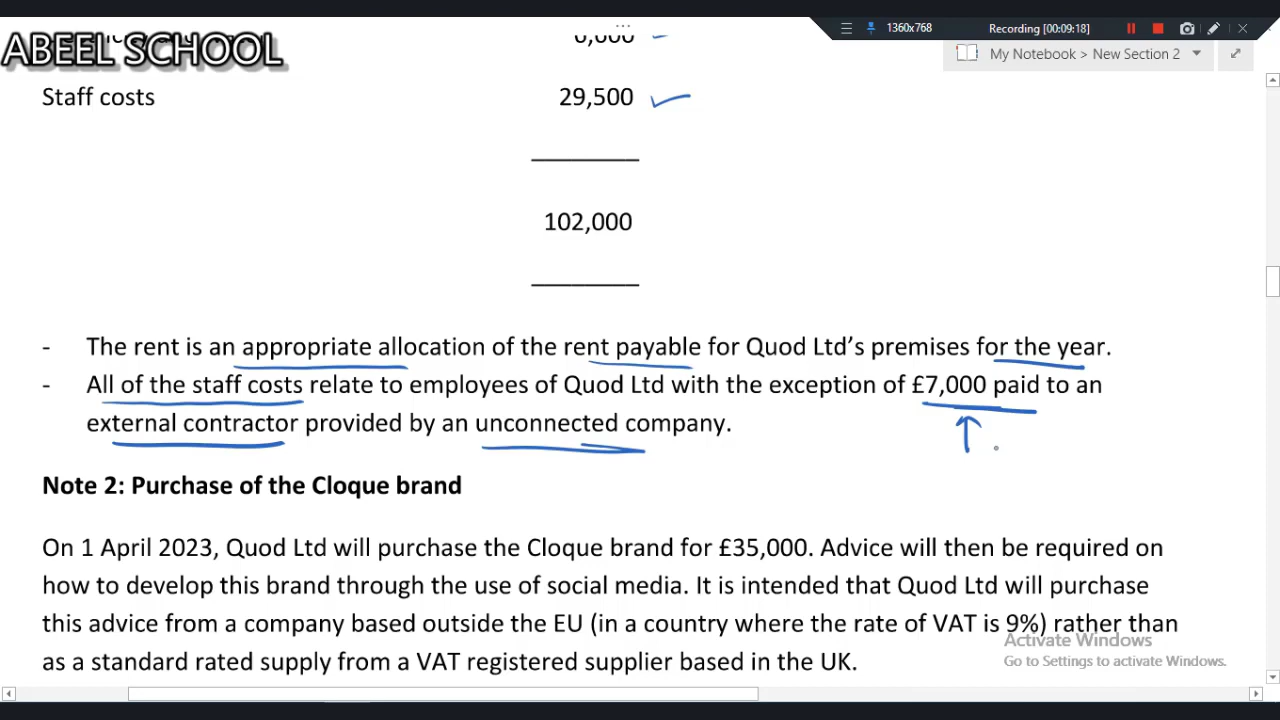 1360x768
Recording [00:09:18]
ABEEL SCHOOL
My Notebook > New Section 2
Staff costs 29,500
102,000
- The rent is an appropriate allocation of the rent payable for Quod Ltd's premises for the year.
- All of the staff costs relate to employees of Quod Ltd with the exception of £7,000 paid to an
external contractor provided by an unconnected company.
Note 2: Purchase of the Cloque brand
On 1 April 2023, Quod Ltd will purchase the Cloque brand for £35,000. Advice will then be required on
how to develop this brand through the use of social media. It is intended that Quod Ltd will purchase
this advice from a company based outside the EU (in a country where the rate of VAT is 9%) rather than
as a standard rated supply from a VAT registered supplier based in the UK.
Activate Windows
Go to Settings to activate Windows.